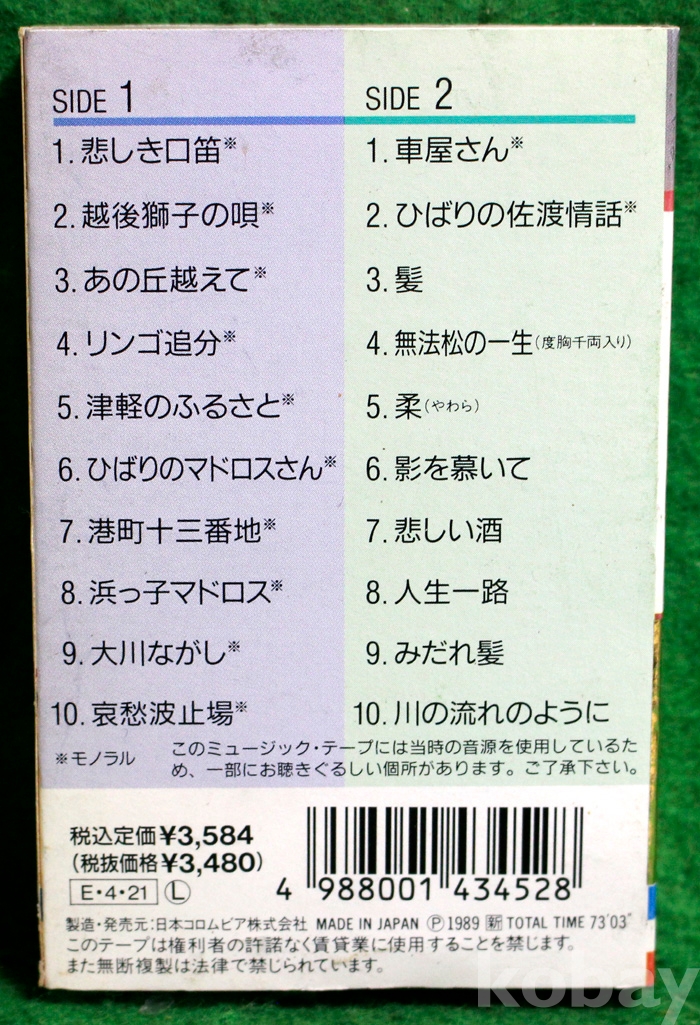 SIDE 1
1. 悲しき口笛※
2. 越後獅子の唄※
3. あの丘越えて※
4. リンゴ追分※
5. 津軽のふるさと※
6. ひばりのマドロスさん※
7. 港町十三番地※
8. 浜っ子マドロス※
9. 大川ながし※
10. 哀愁波止場※
SIDE 2
1. 車屋さん※
2. ひばりの佐渡情話※
3. 髪
4. 無法松の一生(度胸千両入り)
5. 柔(やわら)
6. 影を慕いて
7. 悲しい酒
8. 人生一路
9. みだれ髪
10. 川の流れのように
※モノラル
このミュージック・テープには当時の音源を使用しているた
め、一部にお聴きぐるしい個所があります。ご了承下さい。
税込定価¥3,584
(税抜価格¥3,480)
E・4・21 Ⓛ
4 988001 434528
製造・発売元:日本コロムビア株式会社 MADE IN JAPAN Ⓟ1989 新 TOTAL TIME 73'03"
このテープは権利者の許諾なく賃貸業に使用することを禁じます。
また無断複製は法律で禁じられています。
kobay